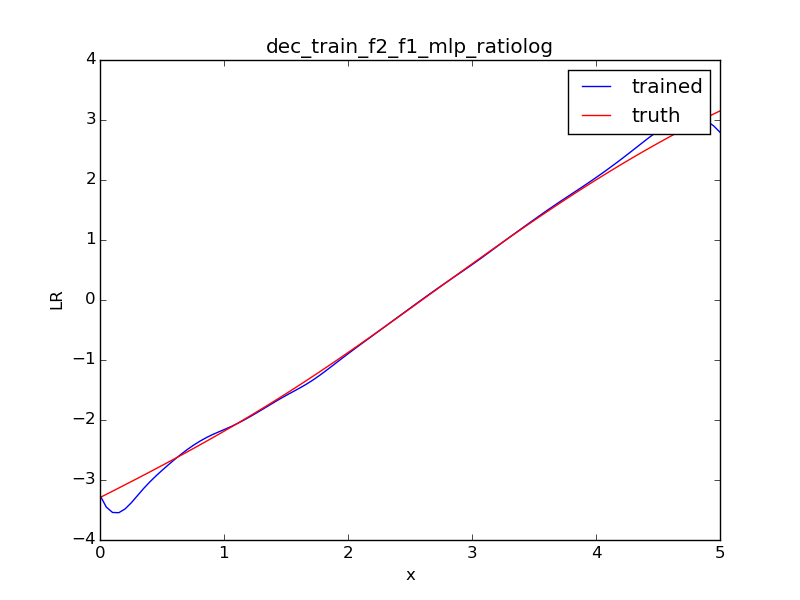 dec_train_f2_f1_mlp_ratiolog
trained
truth
LR
4
3
2
1
0
−1
−2
−3
−4
0 1 2 3 4 5
x